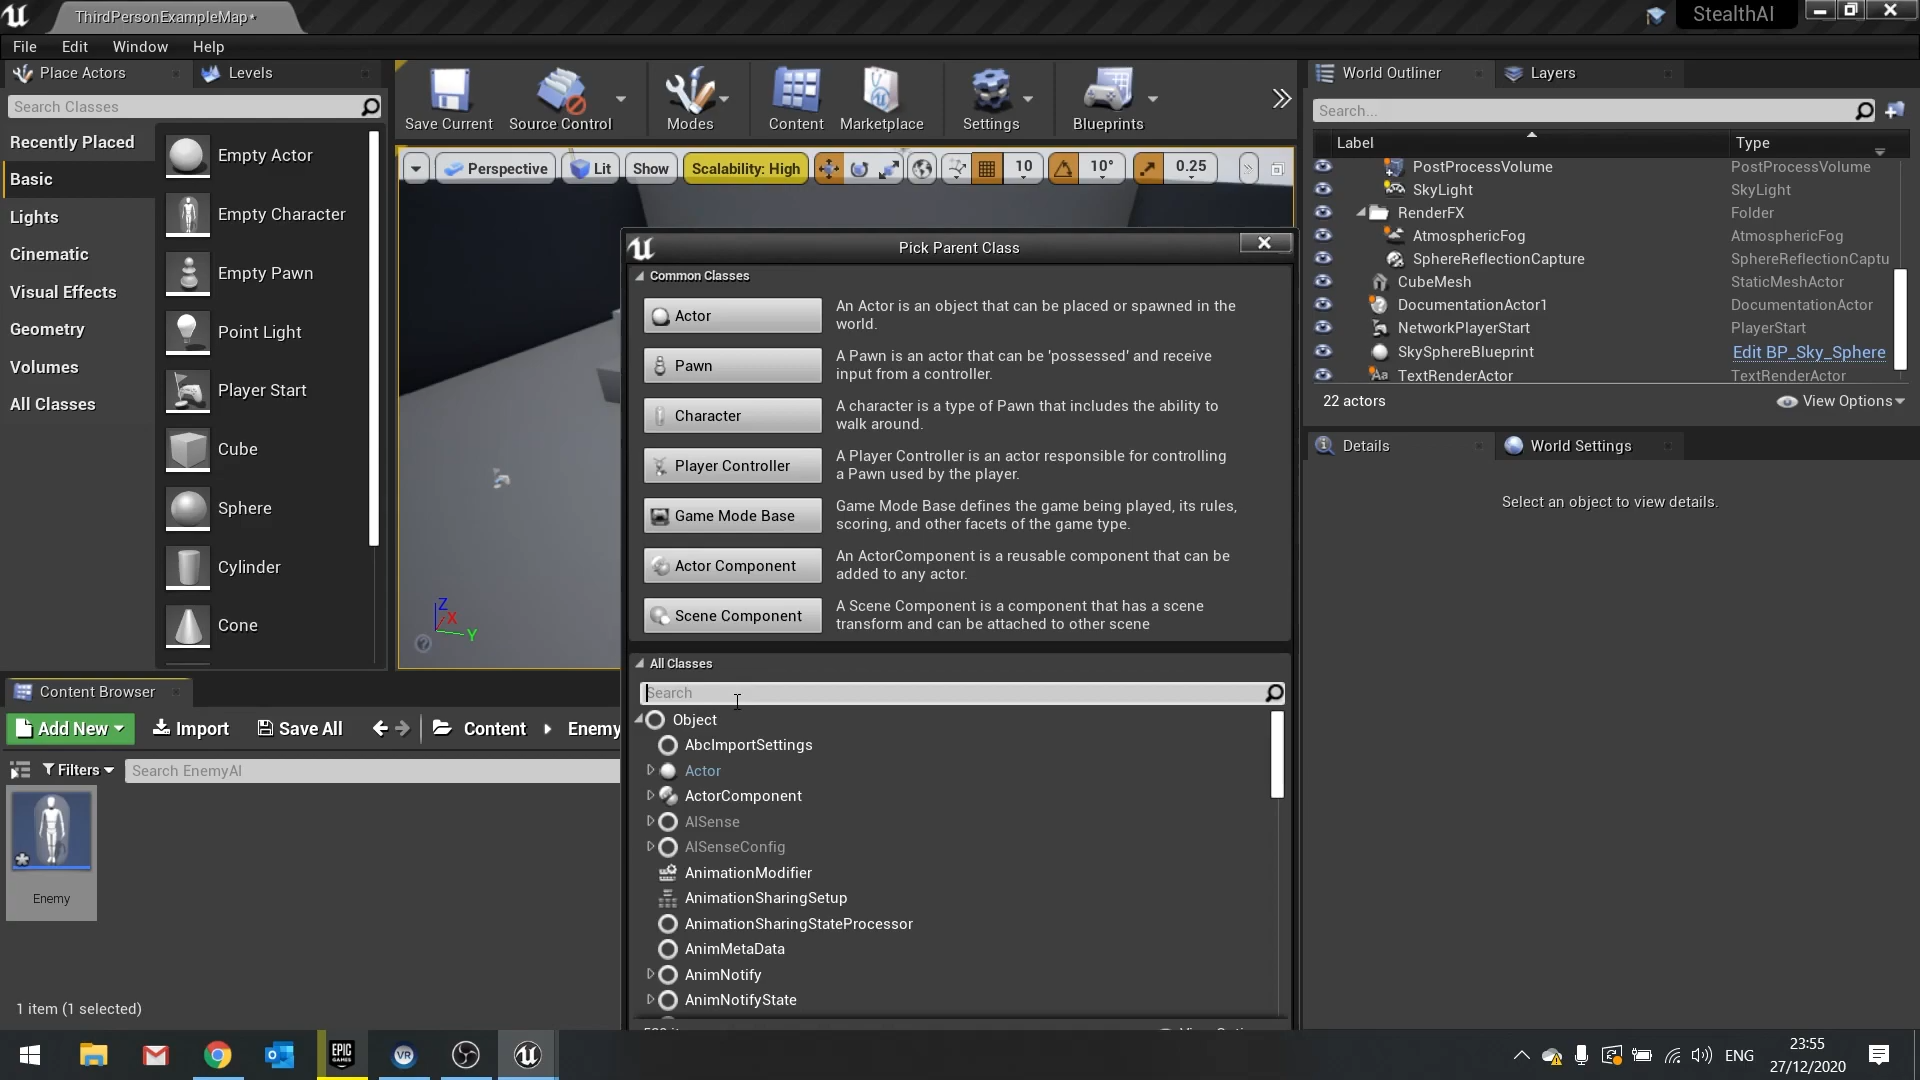 ThirdPersonExampleMap*
StealthAI
File Edit Window Help
Place Actors
Levels
Search Classes
Recently Placed
Basic
Lights
Cinematic
Visual Effects
Geometry
Volumes
All Classes
Empty Actor
Empty Character
Empty Pawn
Point Light
Player Start
Cube
Sphere
Cylinder
Cone
Save Current
Source Control
Modes
Content
Marketplace
Settings
Blueprints
Perspective
Lit
Show
Scalability: High
10
10°
0.25
Z
X
Y
Pick Parent Class
Common Classes
Actor
An Actor is an object that can be placed or spawned in the
world.
Pawn
A Pawn is an actor that can be 'possessed' and receive
input from a controller.
Character
A character is a type of Pawn that includes the ability to
walk around.
Player Controller
A Player Controller is an actor responsible for controlling
a Pawn used by the player.
Game Mode Base
Game Mode Base defines the game being played, its rules,
scoring, and other facets of the game type.
Actor Component
An ActorComponent is a reusable component that can be
added to any actor.
Scene Component
A Scene Component is a component that has a scene
transform and can be attached to other scene
All Classes
Search
Object
AbcImportSettings
Actor
ActorComponent
AISense
AISenseConfig
AnimationModifier
AnimationSharingSetup
AnimationSharingStateProcessor
AnimMetaData
AnimNotify
AnimNotifyState
World Outliner
Layers
Search...
Label Type
PostProcessVolume PostProcessVolume
SkyLight SkyLight
RenderFX Folder
AtmosphericFog AtmosphericFog
SphereReflectionCapture SphereReflectionCaptu
CubeMesh StaticMeshActor
DocumentationActor1 DocumentationActor
NetworkPlayerStart PlayerStart
SkySphereBlueprint Edit BP_Sky_Sphere
TextRenderActor TextRenderActor
22 actors
View Options
Details
World Settings
Select an object to view details.
Content Browser
Add New
Import
Save All
Content
Enemy
Filters
Search EnemyAI
Enemy
1 item (1 selected)
EPIC
GAMES
VR
ENG
23:55
27/12/2020